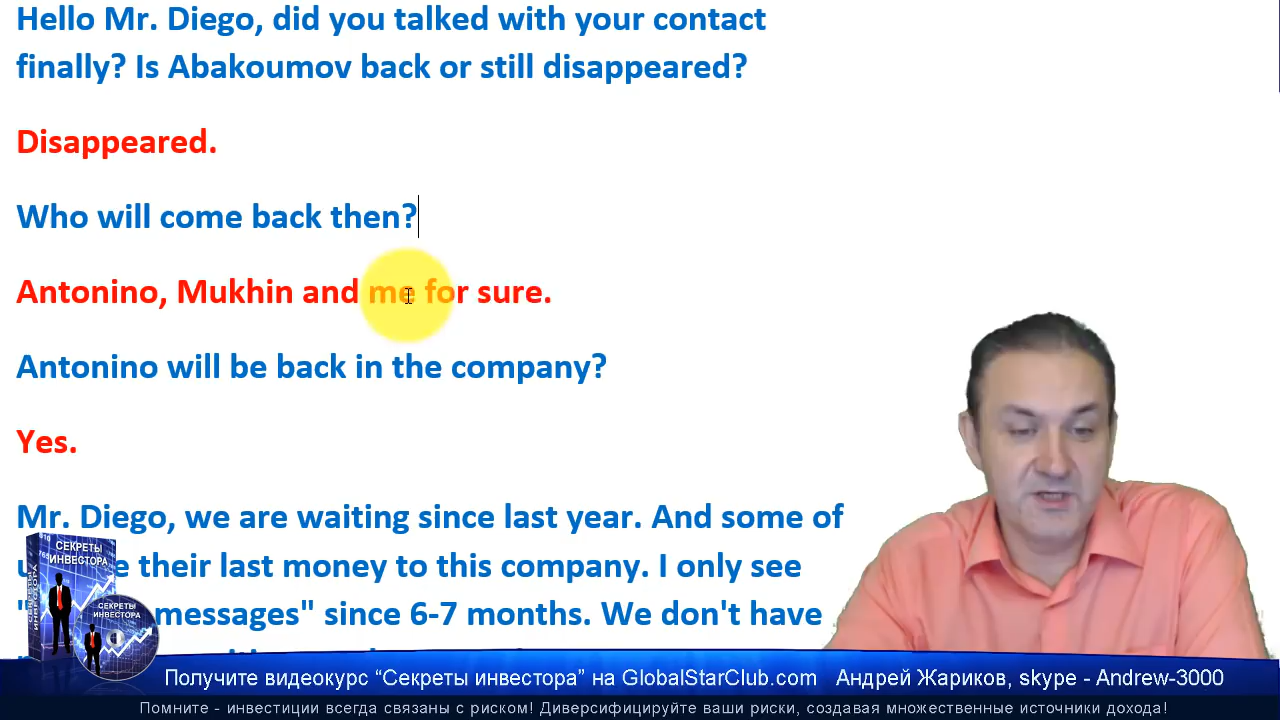 Hello Mr. Diego, did you talked with your contact
finally? Is Abakoumov back or still disappeared?
Disappeared.
Who will come back then?
Antonino, Mukhin and me for sure.
Antonino will be back in the company?
Yes.
Mr. Diego, we are waiting since last year. And some of
their last money to this company. I only see
messages" since 6-7 months. We don't have
СЕКРЕТЫ
ИНВЕСТОРА
СЕКРЕТЫ
ИНВЕСТОРА
СЕКРЕТЫ
ИНВЕСТОРА
Получите видеокурс “Секреты инвестора” на GlobalStarClub.com Андрей Жариков, skype - Andrew-3000
Помните - инвестиции всегда связаны с риском! Диверсифицируйте ваши риски, создавая множественные источники дохода!